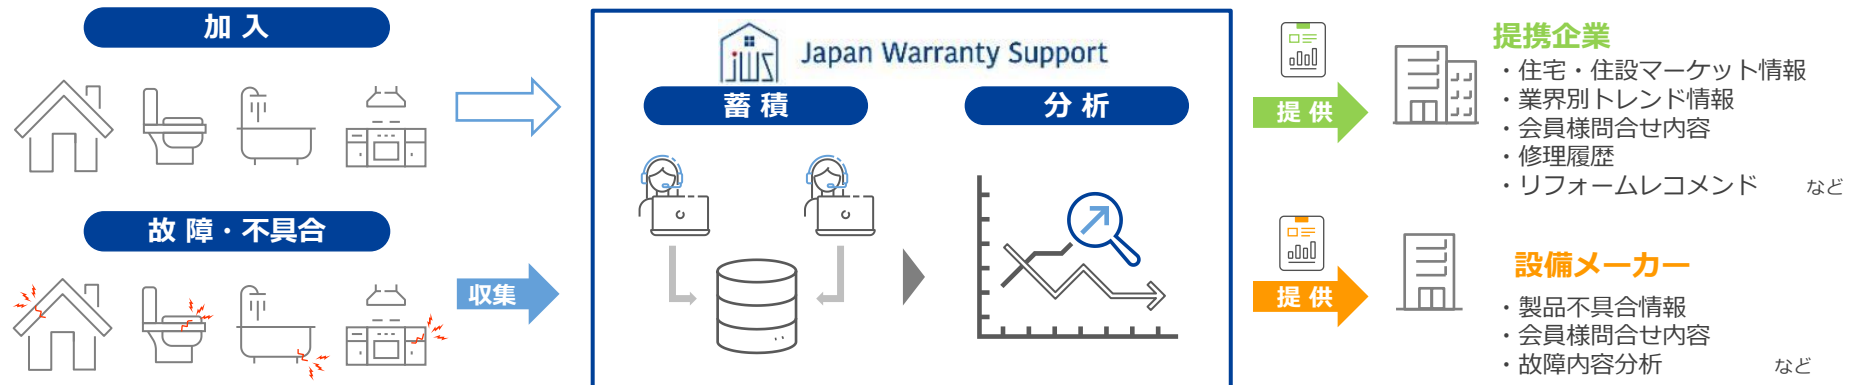 加入
故障・不具合
収集
jws
Japan Warranty Support
蓄積
分析
提供
提携企業
・住宅・住設マーケット情報
・業界別トレンド情報
・会員様問合せ内容
・修理履歴
・リフォームレコメンド など
提供
設備メーカー
・製品不具合情報
・会員様問合せ内容
・故障内容分析 など